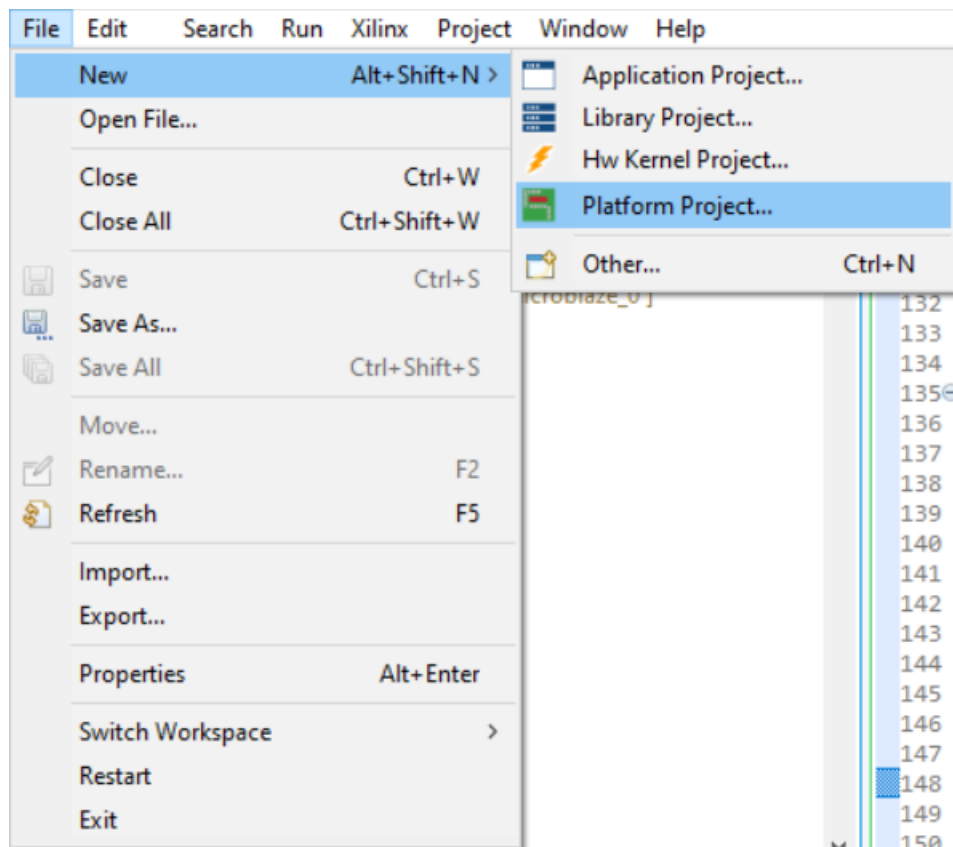 File Edit Search Run Xilinx Project Window Help
New Alt+Shift+N >
Open File...
Close Ctrl+W
Close All Ctrl+Shift+W
Save Ctrl+S
Save As...
Save All Ctrl+Shift+S
Move...
Rename... F2
Refresh F5
Import...
Export...
Properties Alt+Enter
Switch Workspace >
Restart
Exit
Application Project...
Library Project...
Hw Kernel Project...
Platform Project...
Other... Ctrl+N
icroblaze_0 ]
132
133
134
135
136
137
138
139
140
141
142
143
144
145
146
147
148
149
150